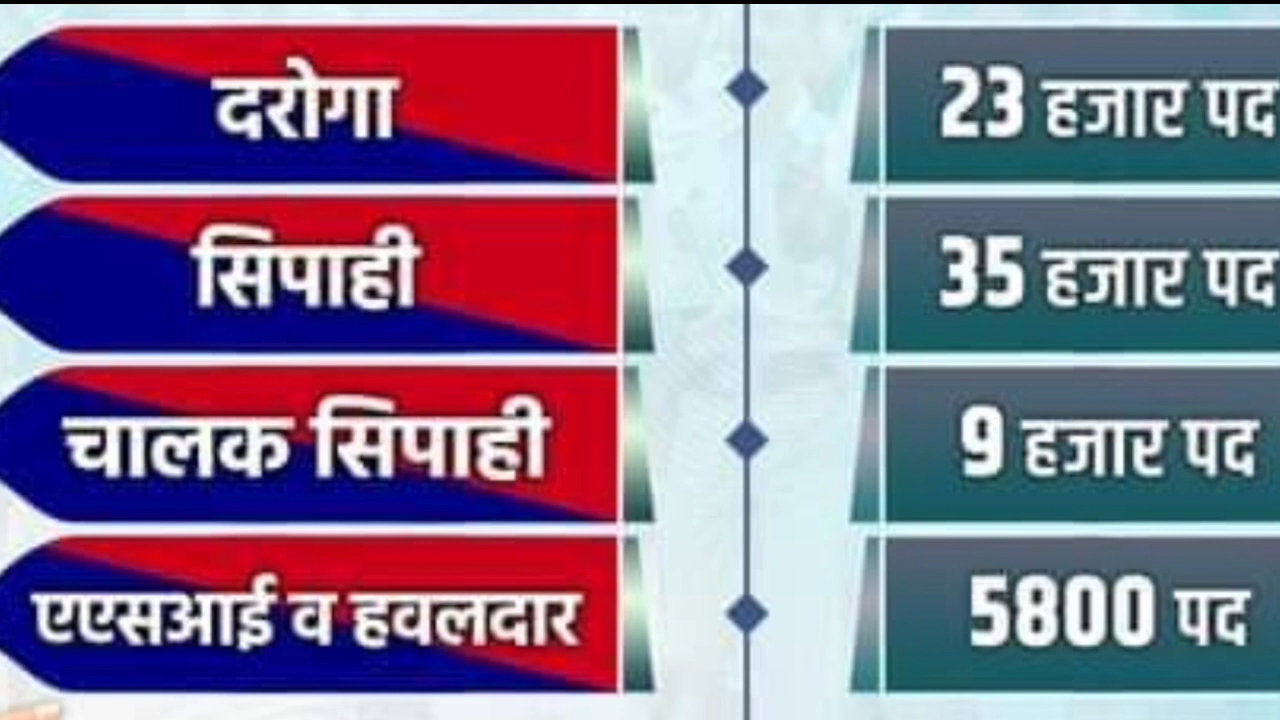 दरोगा 23 हजार पद
सिपाही 35 हजार पद
चालक सिपाही 9 हजार पद
एएसआई व हवलदार 5800 पद